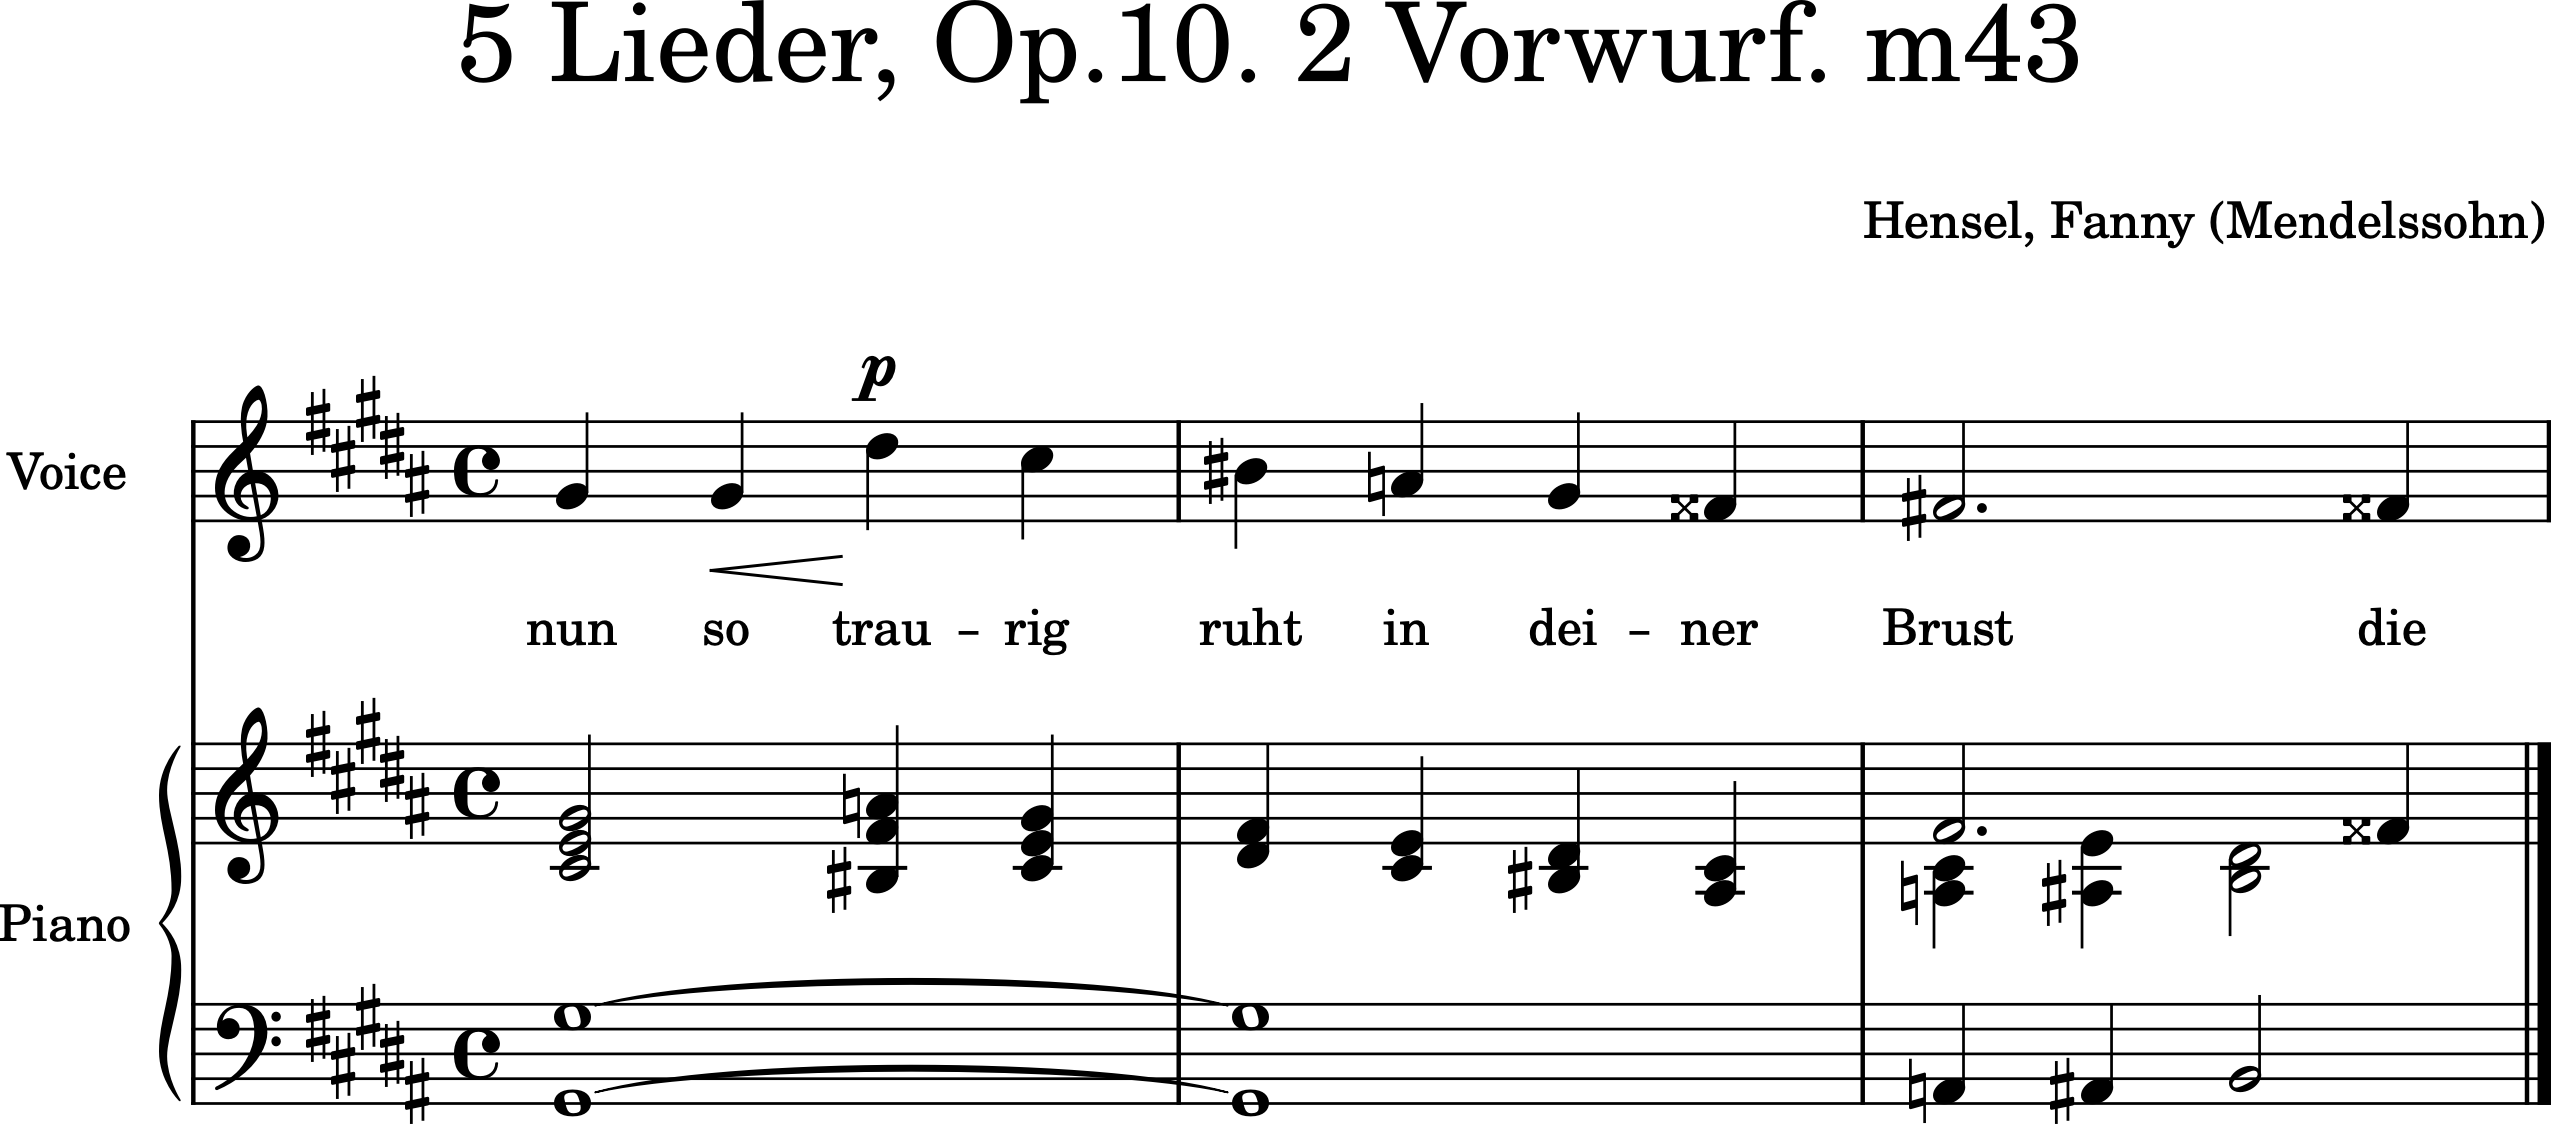 5 Lieder, Op.10. 2 Vorwurf. m43
Hensel, Fanny (Mendelssohn)
p
Voice
nun so trau – rig ruht in dei – ner Brust die
Piano